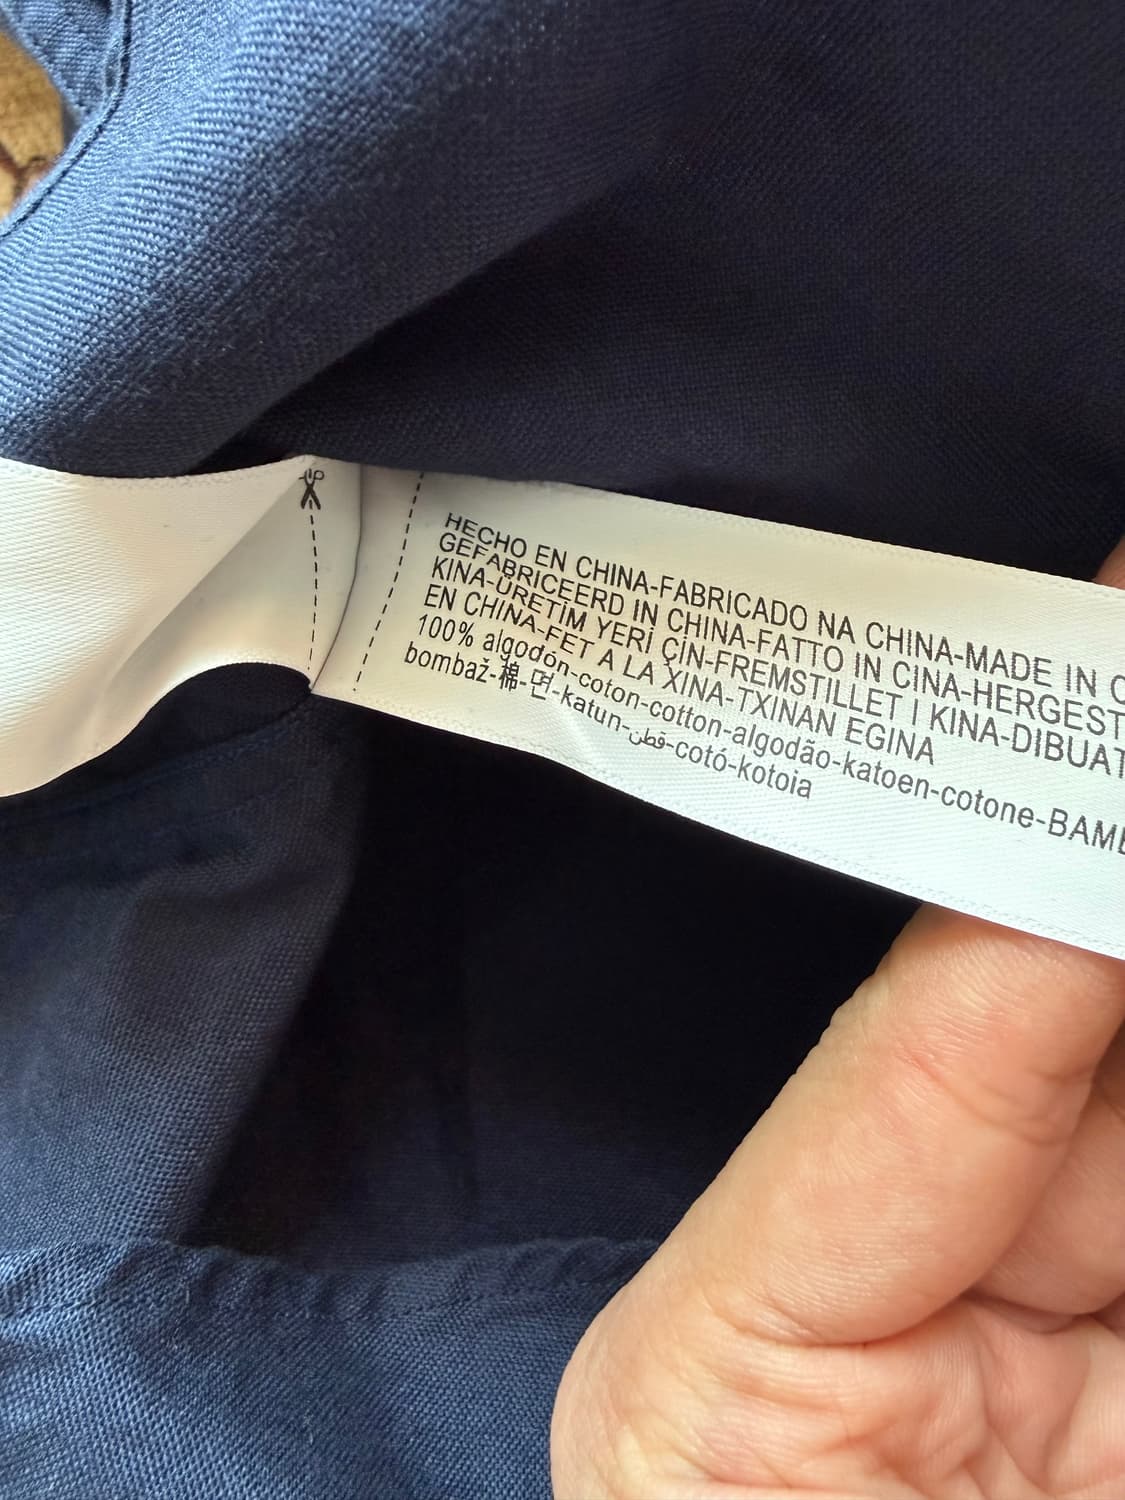 HECHO EN CHINA-FABRICADO NA CHINA-MADE IN
GEFABRICEERD IN CHINA-FATTO IN CINA-HERGEST
KINA-ÜRETİM YERİ ÇİN-FREMSTILLET I KINA-DIBUAT
EN CHINA-FET A LA XINA-TXINAN EGINA
100% algodón-coton-cotton-algodão-katoen-cotone-BAM
bombaž-棉-면-katun-قطن-cotó-kotoia